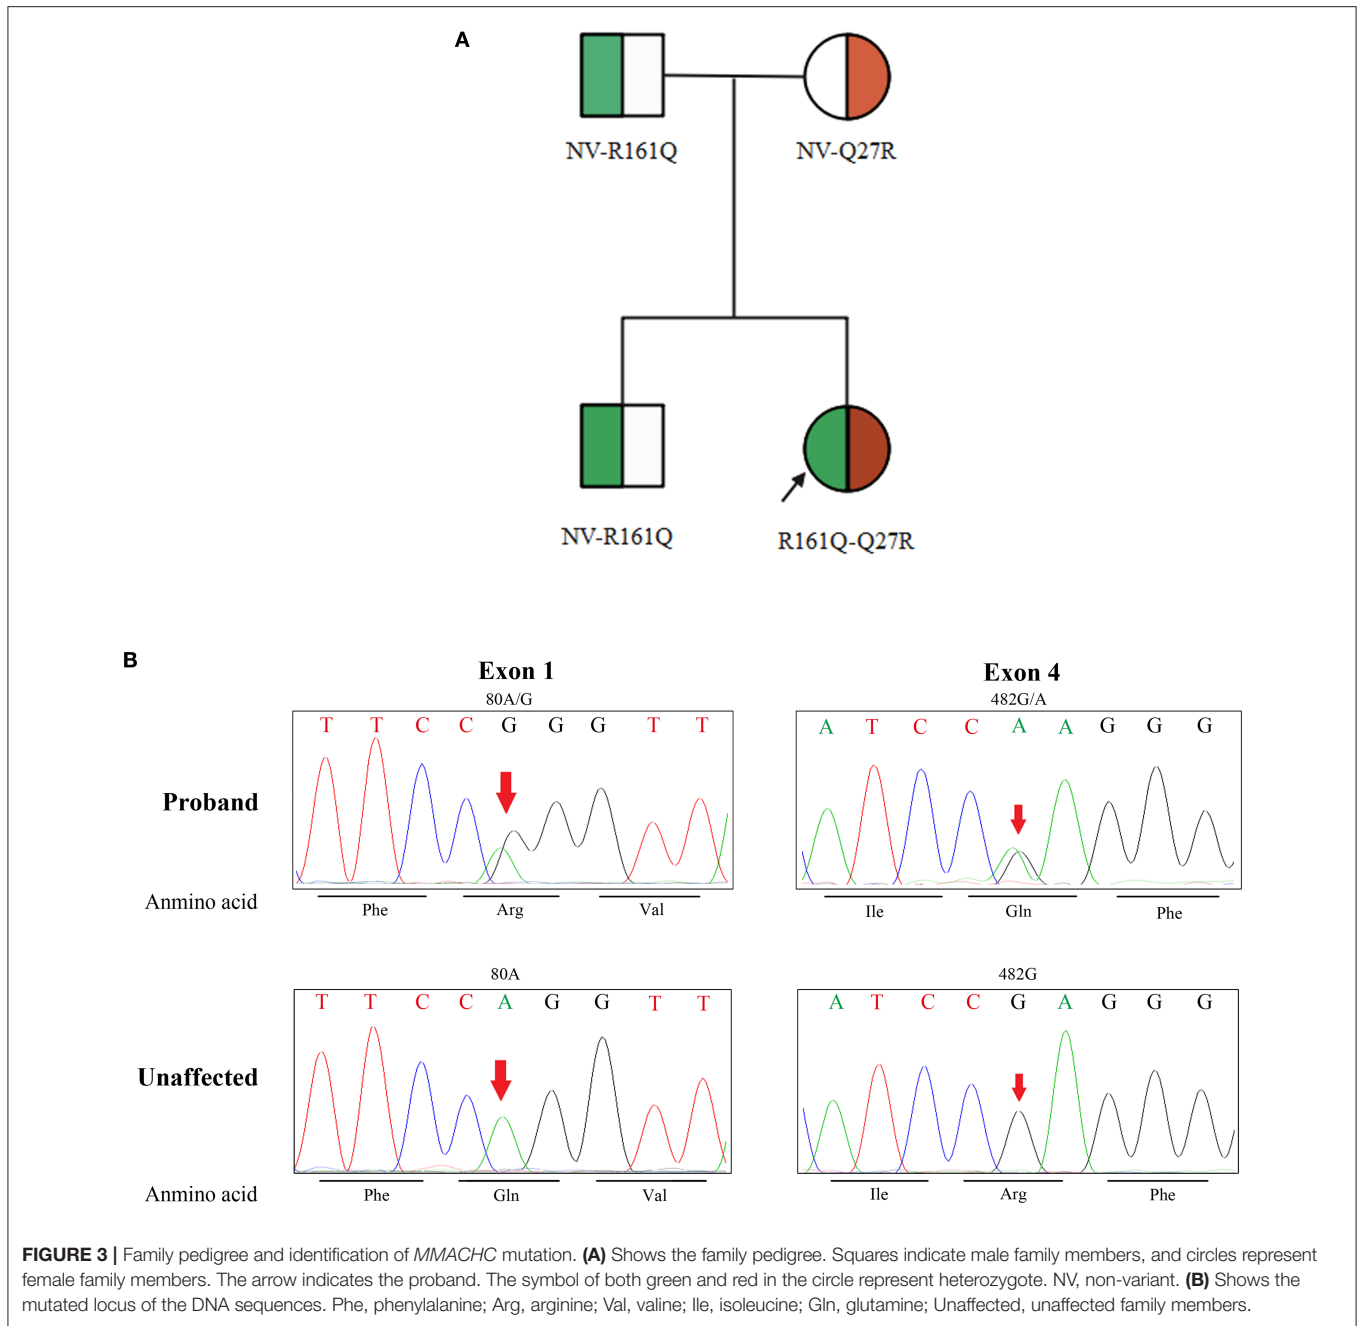 A
NV-R161Q NV-Q27R
NV-R161Q R161Q-Q27R
B
Exon 1 Exon 4
80A/G 482G/A
T T C C G G G T T A T C C A A G G G
Proband
Anmino acid Phe Arg Val Ile Gln Phe
80A 482G
T T C C A G G T T A T C C G A G G G
Unaffected
Anmino acid Phe Gln Val Ile Arg Phe
FIGURE 3 | Family pedigree and identification of MMACHC mutation. (A) Shows the family pedigree. Squares indicate male family members, and circles represent
female family members. The arrow indicates the proband. The symbol of both green and red in the circle represent heterozygote. NV, non-variant. (B) Shows the
mutated locus of the DNA sequences. Phe, phenylalanine; Arg, arginine; Val, valine; Ile, isoleucine; Gln, glutamine; Unaffected, unaffected family members.